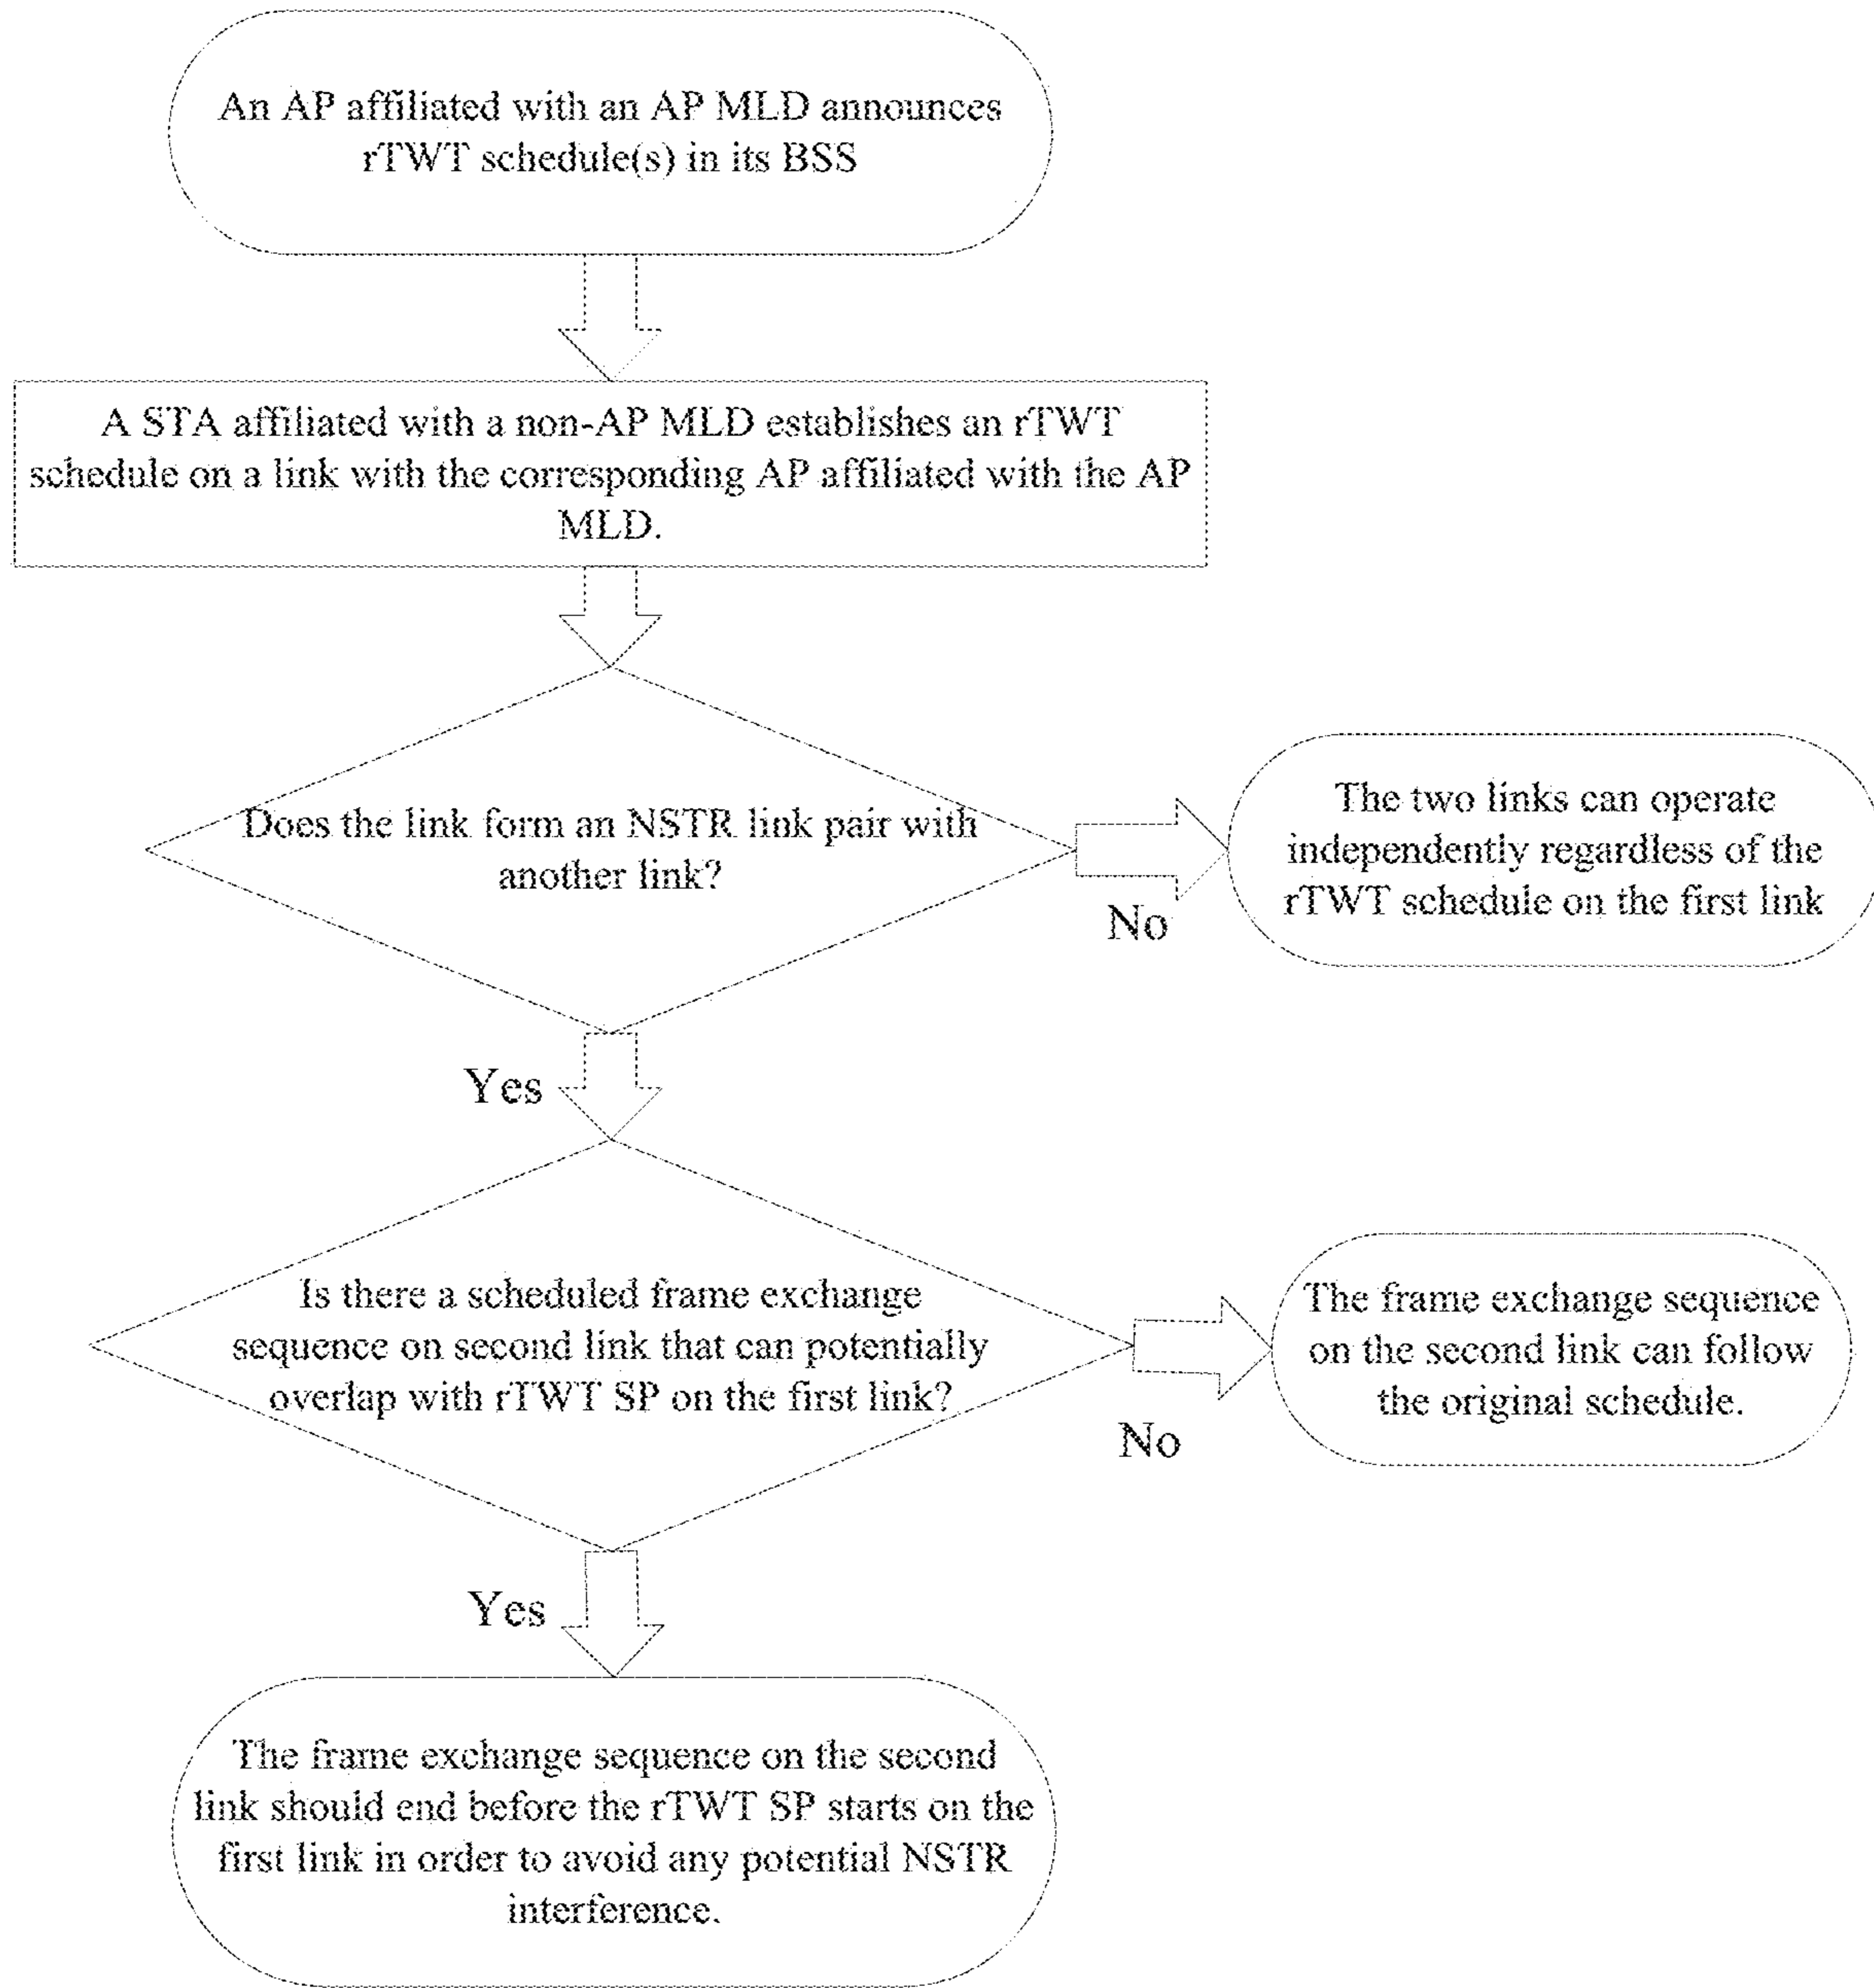 An AP affiliated with an AP MLD announces
rTWT schedule(s) in its BSS
A STA affiliated with a non-AP MLD establishes an rTWT
schedule on a link with the corresponding AP affiliated with the AP
MLD.
Does the link form an NSTR link pair with
another link?
No
The two links can operate
independently regardless of the
rTWT schedule on the first link
Yes
Is there a scheduled frame exchange
sequence on second link that can potentially
overlap with rTWT SP on the first link?
No
The frame exchange sequence
on the second link can follow
the original schedule.
Yes
The frame exchange sequence on the second
link should end before the rTWT SP starts on the
first link in order to avoid any potential NSTR
interference.